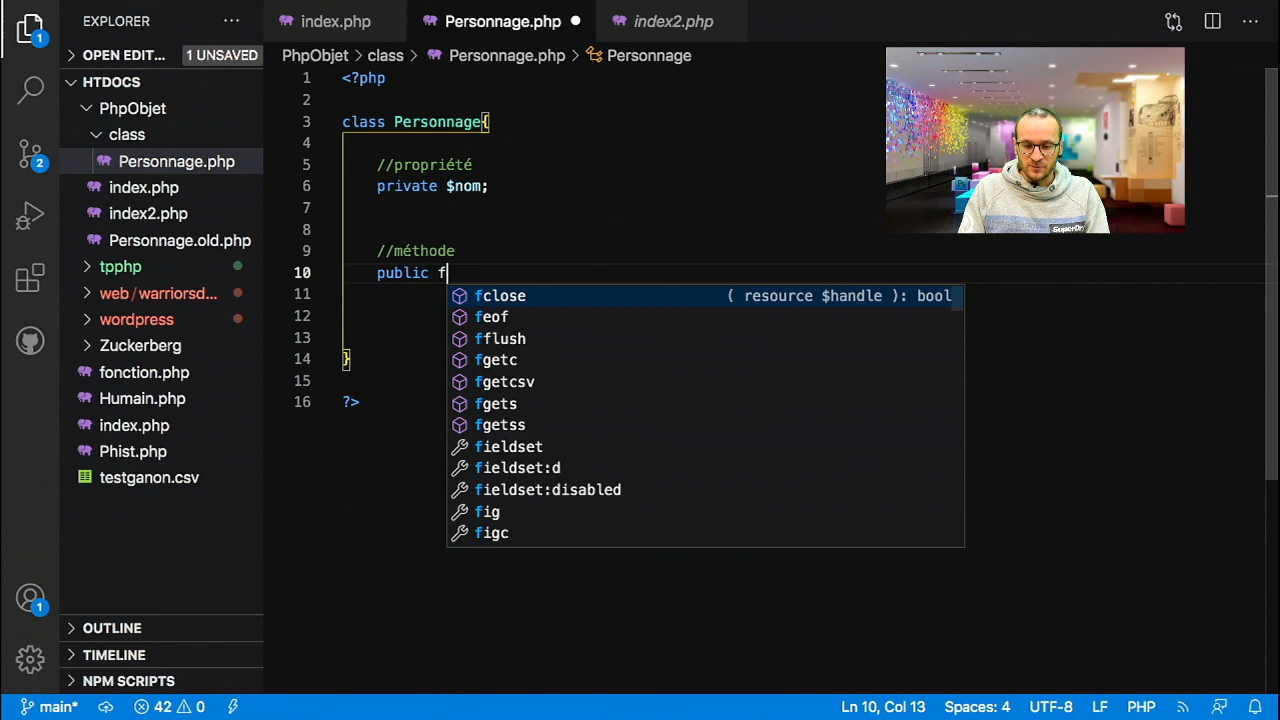 EXPLORER
index.php
Personnage.php
index2.php
OPEN EDIT...
1 UNSAVED
PhpObjet > class > Personnage.php > Personnage
HTDOCS
PhpObjet
class
Personnage.php
index.php
index2.php
Personnage.old.php
tpphp
web/warriorsd...
wordpress
Zuckerberg
fonction.php
Humain.php
index.php
Phist.php
testganon.csv
OUTLINE
TIMELINE
NPM SCRIPTS
1
2
1
1 <?php
2
3 class Personnage{
4
5 //propriété
6 private $nom;
7
8
9 //méthode
10 public f
11
12
13
14 }
15
16 ?>
fclose ( resource $handle ): bool
feof
fflush
fgetc
fgetcsv
fgets
fgetss
fieldset
fieldset:d
fieldset:disabled
fig
figc
Ps
SUPERDRY
main* 42 0 Ln 10, Col 13 Spaces: 4 UTF-8 LF PHP